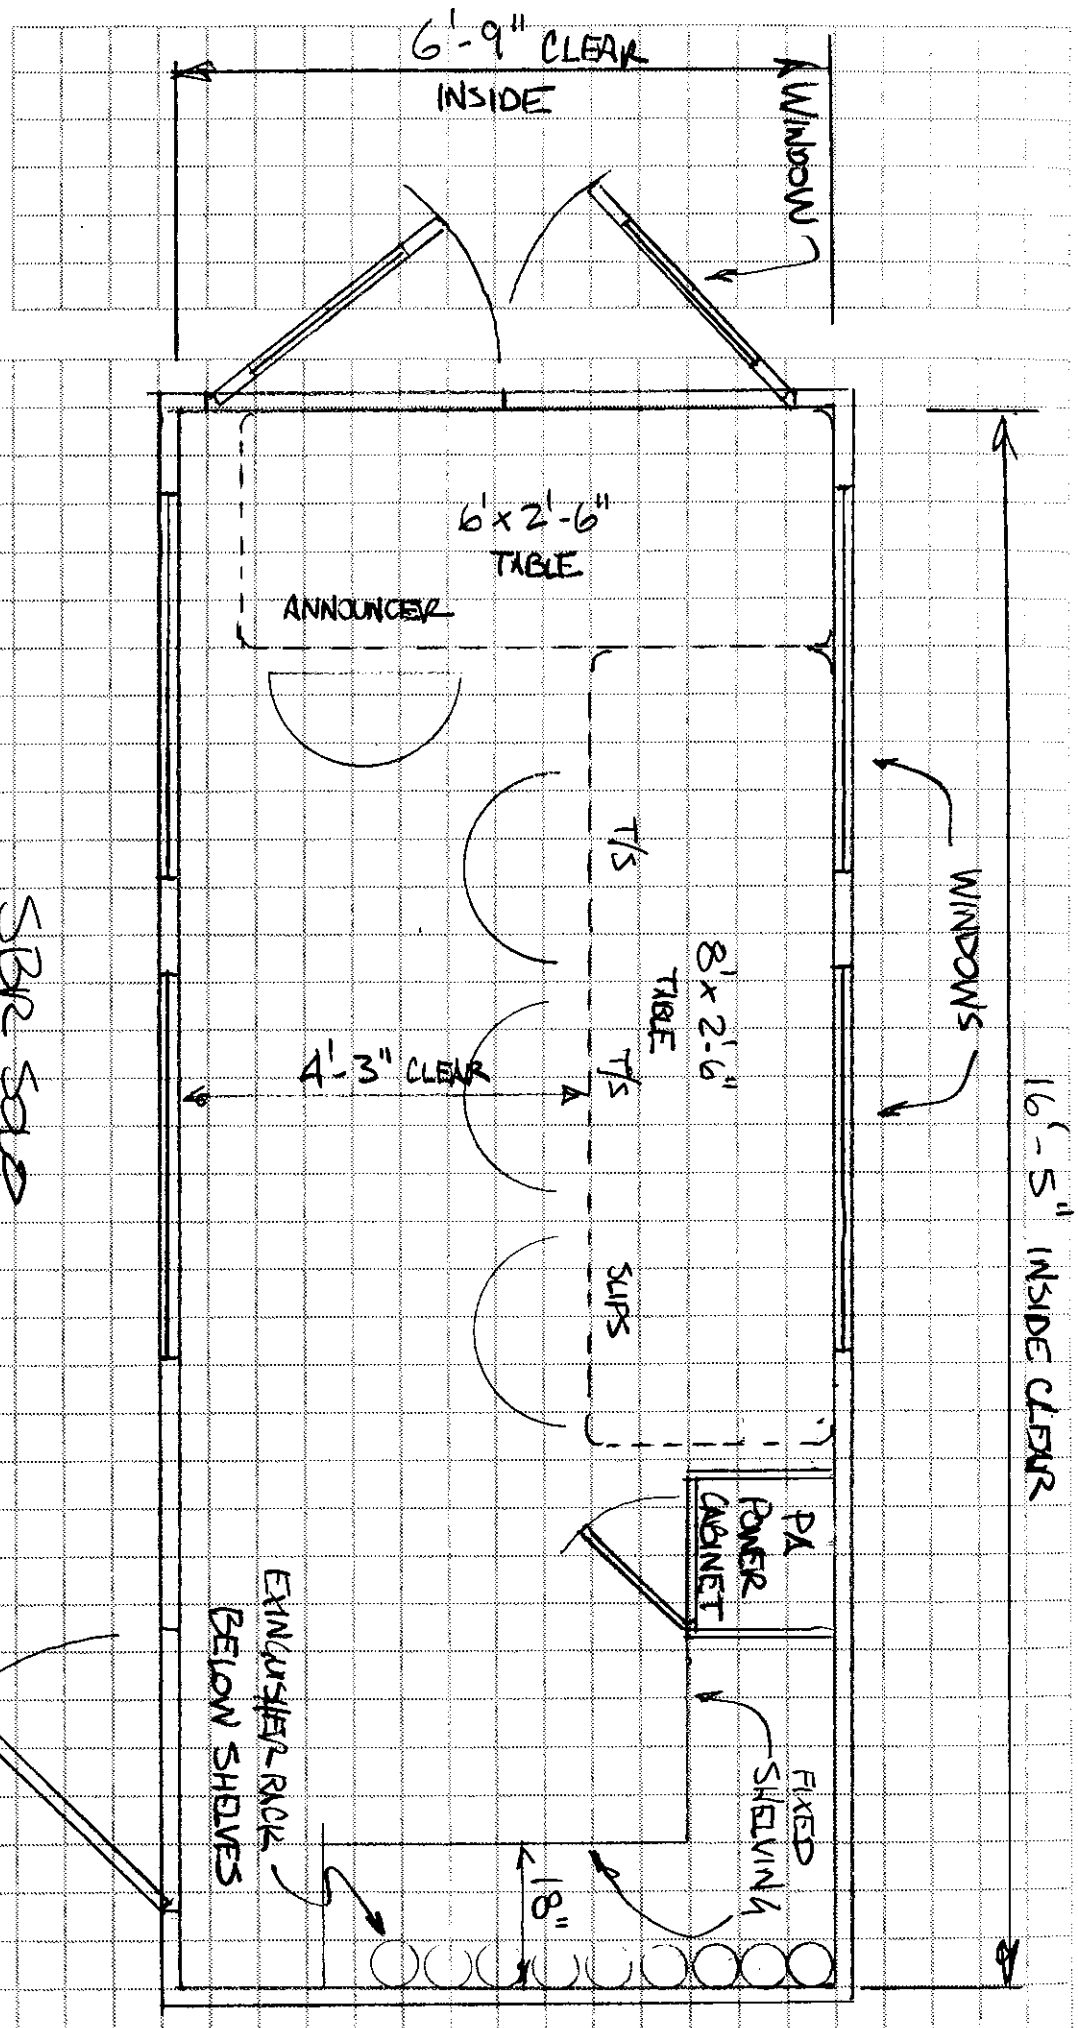 6'-9" CLEAR
INSIDE
WINDOW
6' x 2'-6"
TABLE
ANNOUNCER
T/S
8' x 2'-6"
TABLE
T/S
SLIPS
4'-3" CLEAR
WINDOWS
16'-5" INSIDE CLEAR
PA
POWER
CABINET
FIXED
SHELVING
18"
EXINGUISHER RACK
BELOW SHELVES